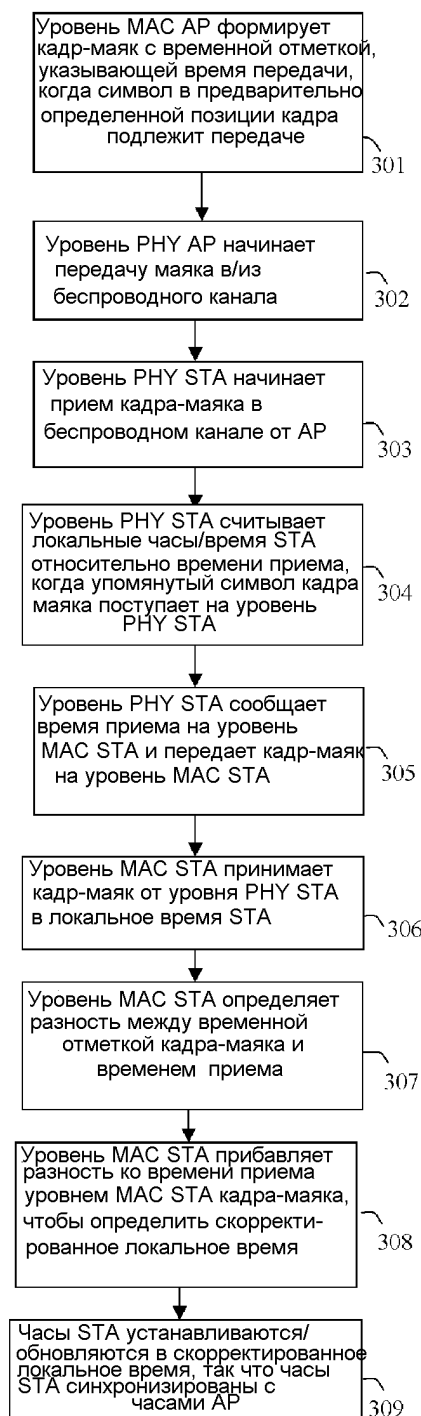 Уровень MAC AP формирует
кадр-маяк с временной отметкой,
указывающей время передачи,
когда символ в предварительно
определенной позиции кадра
подлежит передаче
301
Уровень PHY AP начинает
передачу маяка в/из
беспроводного канала
302
Уровень PHY STA начинает
прием кадра-маяка в
беспроводном канале от AP
303
Уровень PHY STA считывает
локальные часы/время STA
относительно времени приема,
когда упомянутый символ кадра
маяка поступает на уровень
PHY STA
304
Уровень PHY STA сообщает
время приема на уровень
MAC STA и передает кадр-маяк
на уровень MAC STA
305
Уровень MAC STA принимает
кадр-маяк от уровня PHY STA
в локальное время STA
306
Уровень MAC STA определяет
разность между временной
отметкой кадра-маяка и
временем приема
307
Уровень MAC STA прибавляет
разность ко времени приема
уровнем MAC STA кадра-маяка,
чтобы определить скорректи-
рованное локальное время
308
Часы STA устанавливаются/
обновляются в скорректированное
локальное время, так что часы
STA синхронизированы с
часами AP
309